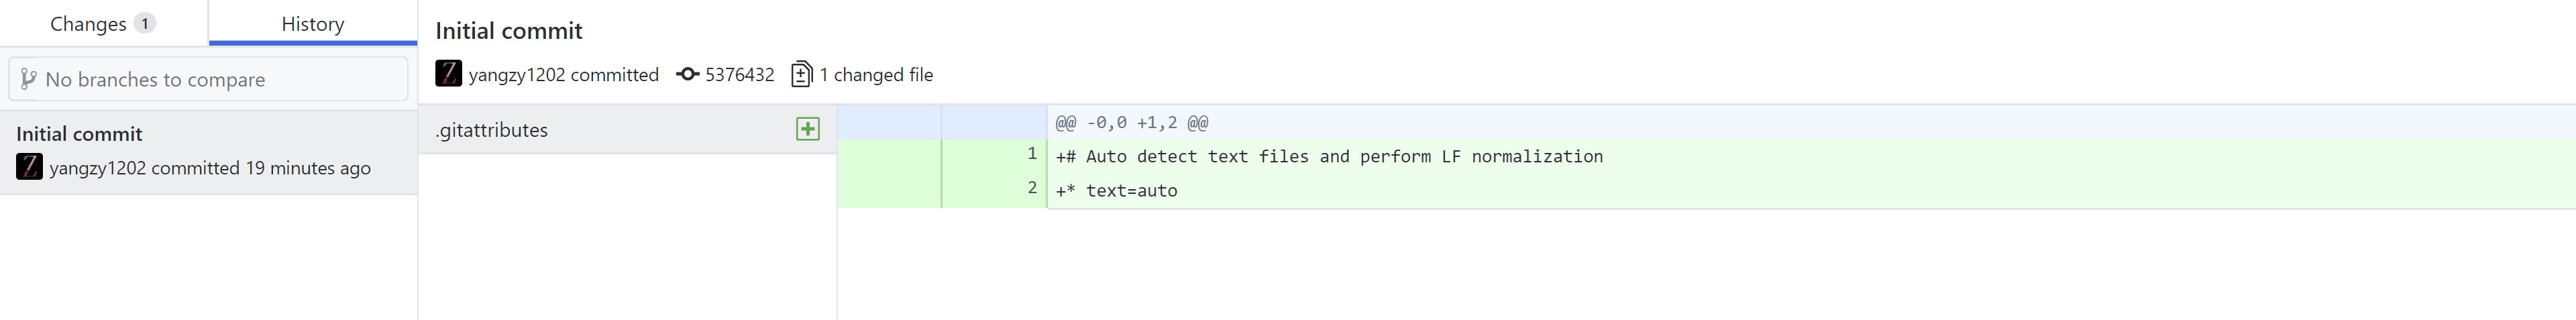 Changes 1
History
No branches to compare
Initial commit
yangzy1202 committed 19 minutes ago
Initial commit
yangzy1202 committed 5376432 1 changed file
.gitattributes
@@ -0,0 +1,2 @@
1 +# Auto detect text files and perform LF normalization
2 +* text=auto